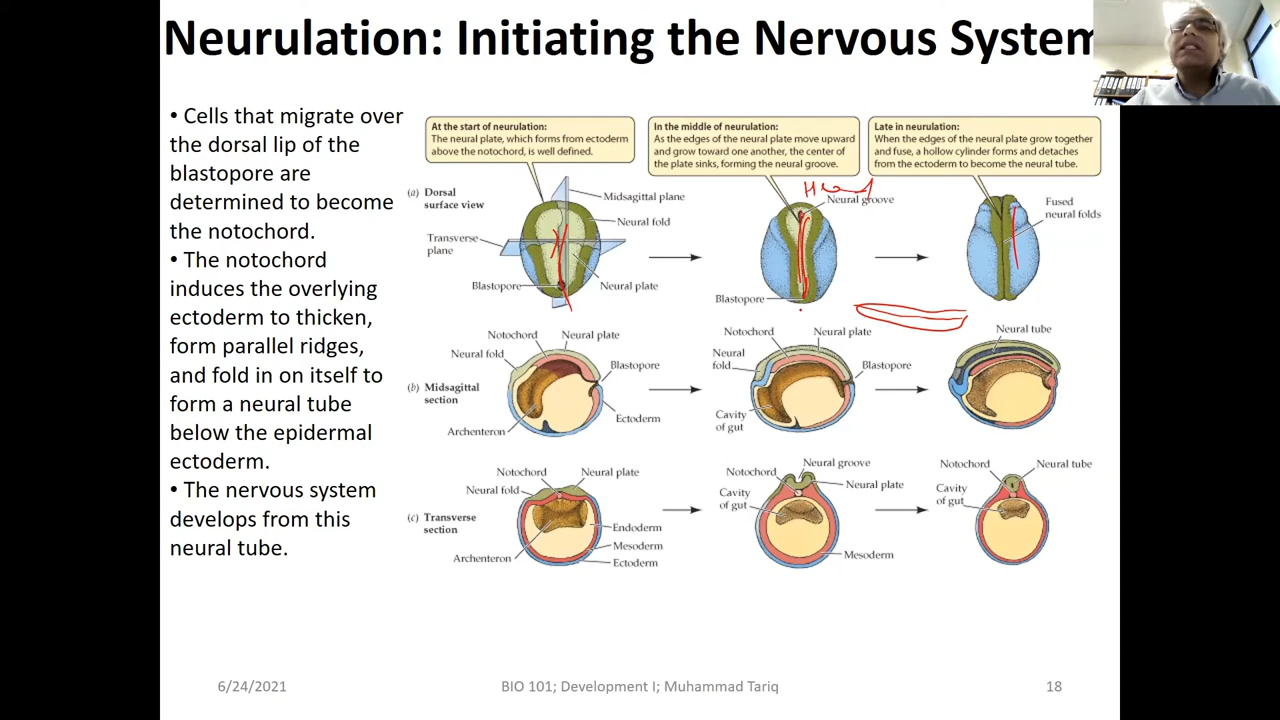 Neurulation: Initiating the Nervous System
• Cells that migrate over
the dorsal lip of the
blastopore are
determined to become
the notochord.
• The notochord
induces the overlying
ectoderm to thicken,
form parallel ridges,
and fold in on itself to
form a neural tube
below the epidermal
ectoderm.
• The nervous system
develops from this
neural tube.
At the start of neurulation:
The neural plate, which forms from ectoderm
above the notochord, is well defined.
In the middle of neurulation:
As the edges of the neural plate move upward
and grow toward one another, the center of
the plate sinks, forming the neural groove.
Late in neurulation:
When the edges of the neural plate grow together
and fuse, a hollow cylinder forms and detaches
from the ectoderm to become the neural tube.
(a) Dorsal
surface view
Midsagittal plane
Neural fold
Transverse
plane
Blastopore
Neural plate
Head
Neural groove
Blastopore
Fused
neural folds
(b) Midsagittal
section
Notochord
Neural plate
Neural fold
Blastopore
Ectoderm
Archenteron
Notochord
Neural plate
Neural
fold
Blastopore
Cavity
of gut
Neural tube
(c) Transverse
section
Notochord
Neural plate
Neural fold
Endoderm
Mesoderm
Ectoderm
Archenteron
Notochord
Neural groove
Neural plate
Cavity
of gut
Mesoderm
Notochord
Neural tube
Cavity
of gut
6/24/2021
BIO 101; Development I; Muhammad Tariq
18